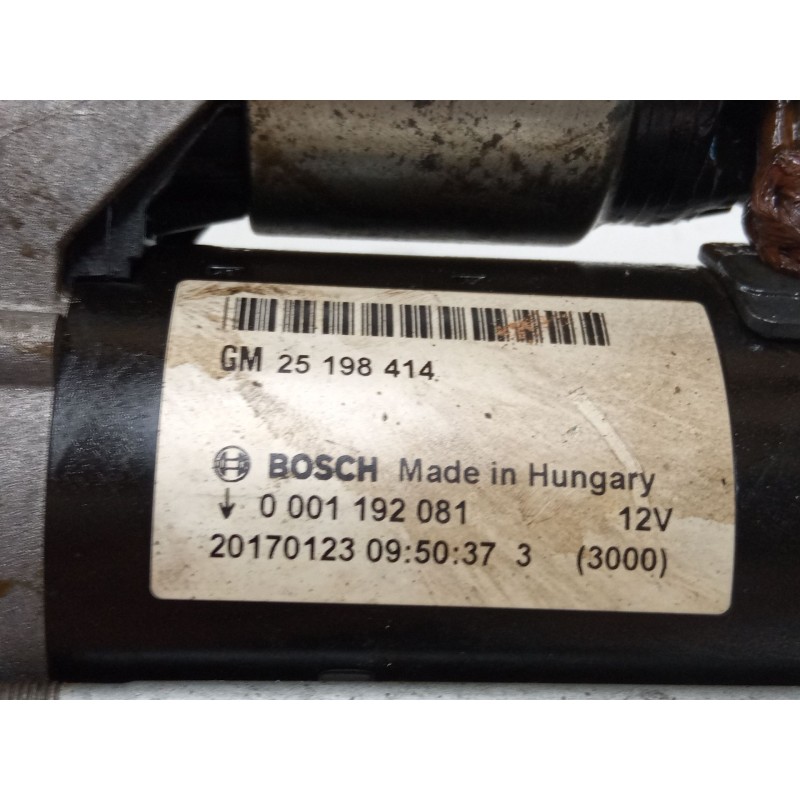 GM 25 198 414
BOSCH Made in Hungary
0 001 192 081 12V
20170123 09:50:37 3 (3000)